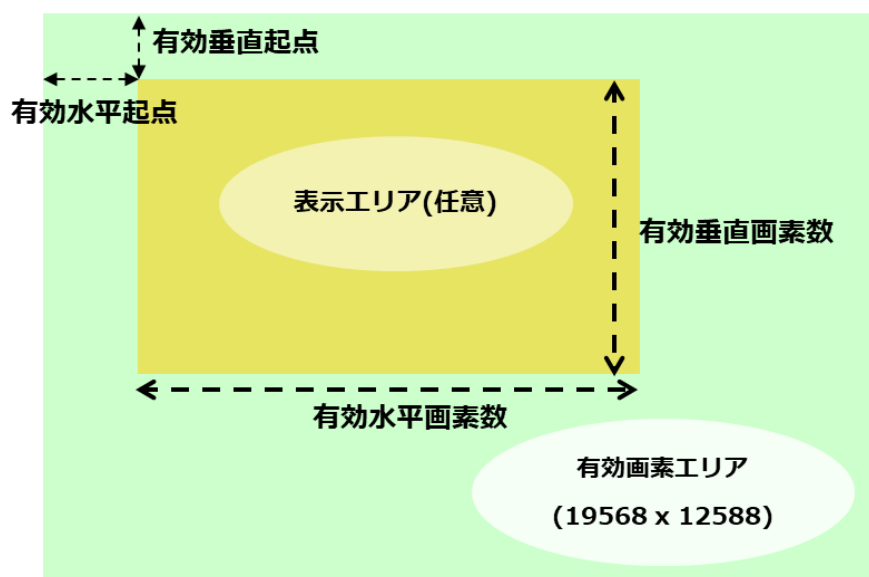 有効垂直起点
有効水平起点
表示エリア(任意)
有効垂直画素数
有効水平画素数
有効画素エリア
(19568 x 12588)